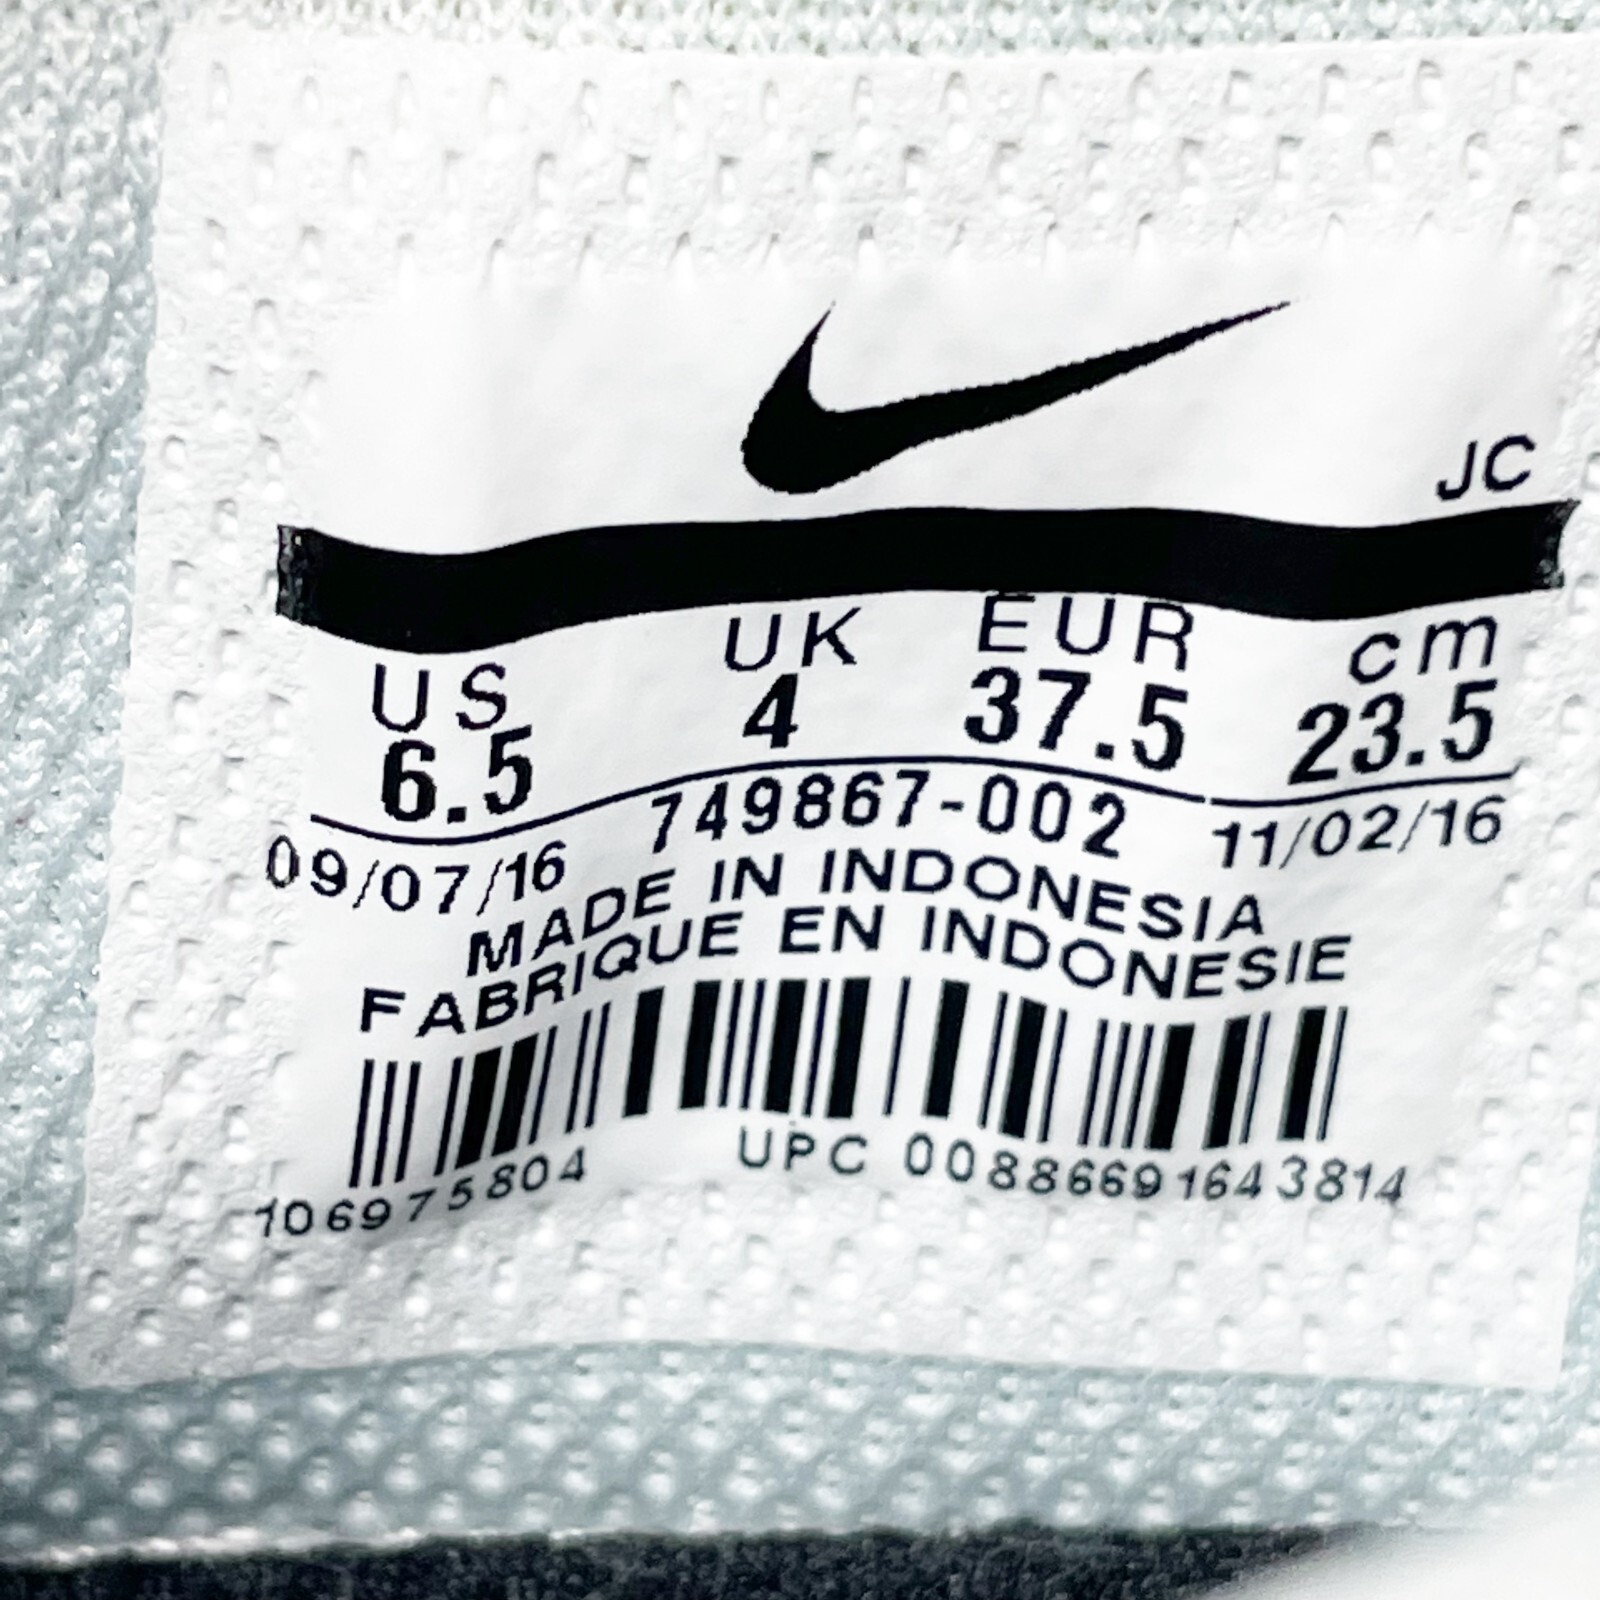 JC
US UK EUR cm
6.5 4 37.5 23.5
09/07/16 749867-002 11/02/16
MADE IN INDONESIA
FABRIQUE EN INDONESIE
106975804 UPC 00886691643814